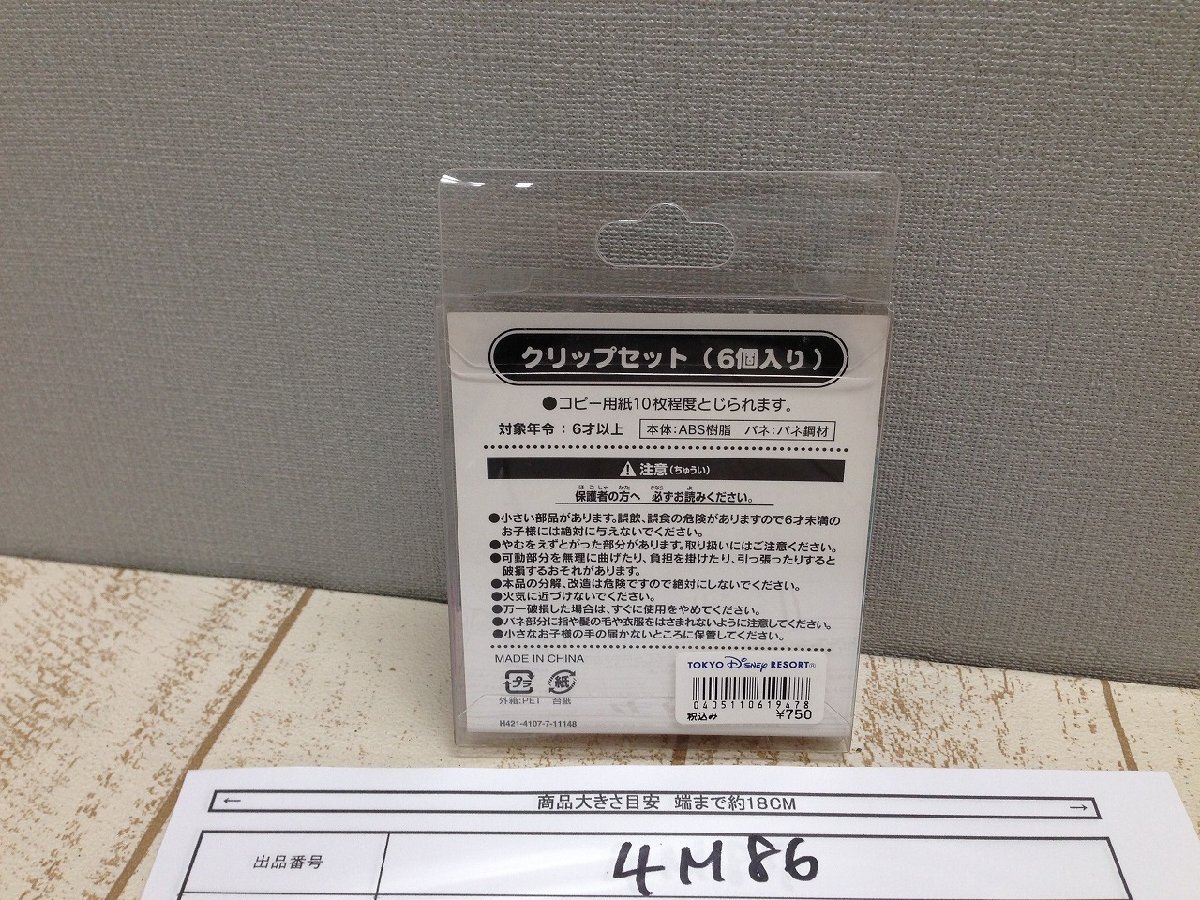 クリップセット（6個入り）
●コピー用紙10枚程度とじられます。
対象年令：6才以上 本体：ABS樹脂 バネ：バネ鋼材
注意（ちゅうい）
保護者の方へ 必ずお読みください。
●小さい部品があります。誤飲、誤食の危険がありますので6才未満の
お子様には絶対に与えないでください。
●やむをえずとがった部分があります。取り扱いにはご注意ください。
●可動部分を無理に曲げたり、負担を掛けたり、引っ張ったりすると
破損するおそれがあります。
●本品の分解、改造は危険ですので絶対にしないでください。
●火気に近づけないでください。
●万一破損した場合は、すぐに使用をやめてください。
●バネ部分に指や髪の毛や衣服をはさまれないように注意してください。
●小さなお子様の手の届かないところに保管してください。
MADE IN CHINA
プラ 紙
外箱：PET 台紙
H421-4107-7-11148
TOKYO Disney RESORT(R)
0405110619478
税込み ¥750
← 商品大きさ目安 端まで約18CM →
出品番号 4M86